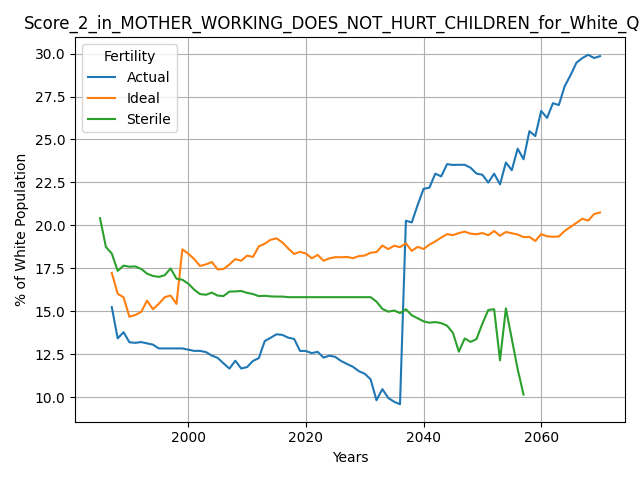 Score_2_in_MOTHER_WORKING_DOES_NOT_HURT_CHILDREN_for_White_Q
Fertility
Actual
Ideal
Sterile
30.0
27.5
25.0
22.5
20.0
17.5
15.0
12.5
10.0
% of White Population
2000
2020
2040
2060
Years